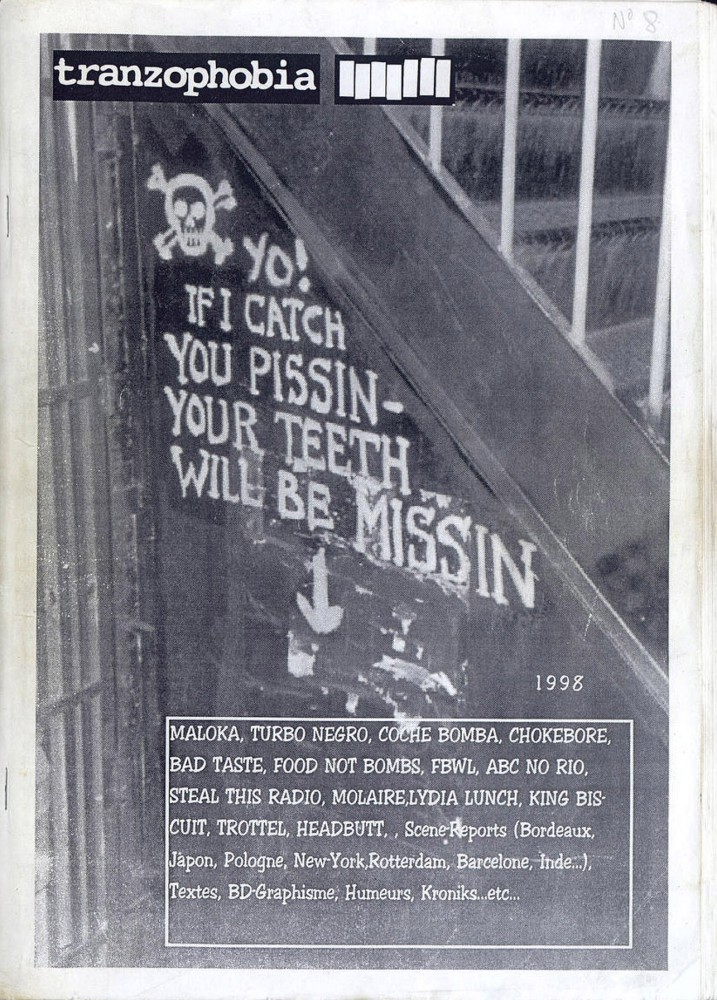 N° 8
tranzophobia
YO!
IF I CATCH
YOU PISSIN-
YOUR TEETH
WILL BE MISSIN
1998
MALOKA, TURBO NEGRO, COCHE BOMBA, CHOKEBORE,
BAD TASTE, FOOD NOT BOMBS, FBWL, ABC NO RIO,
STEAL THIS RADIO, MOLAIRE,LYDIA LUNCH, KING BIS-
CUIT, TROTTEL, HEADBUTT, , Scene-Reports (Bordeaux,
Japon, Pologne, New-York,Rotterdam, Barcelone, Inde...),
Textes, BD-Graphisme, Humeurs, Kroniks...etc...